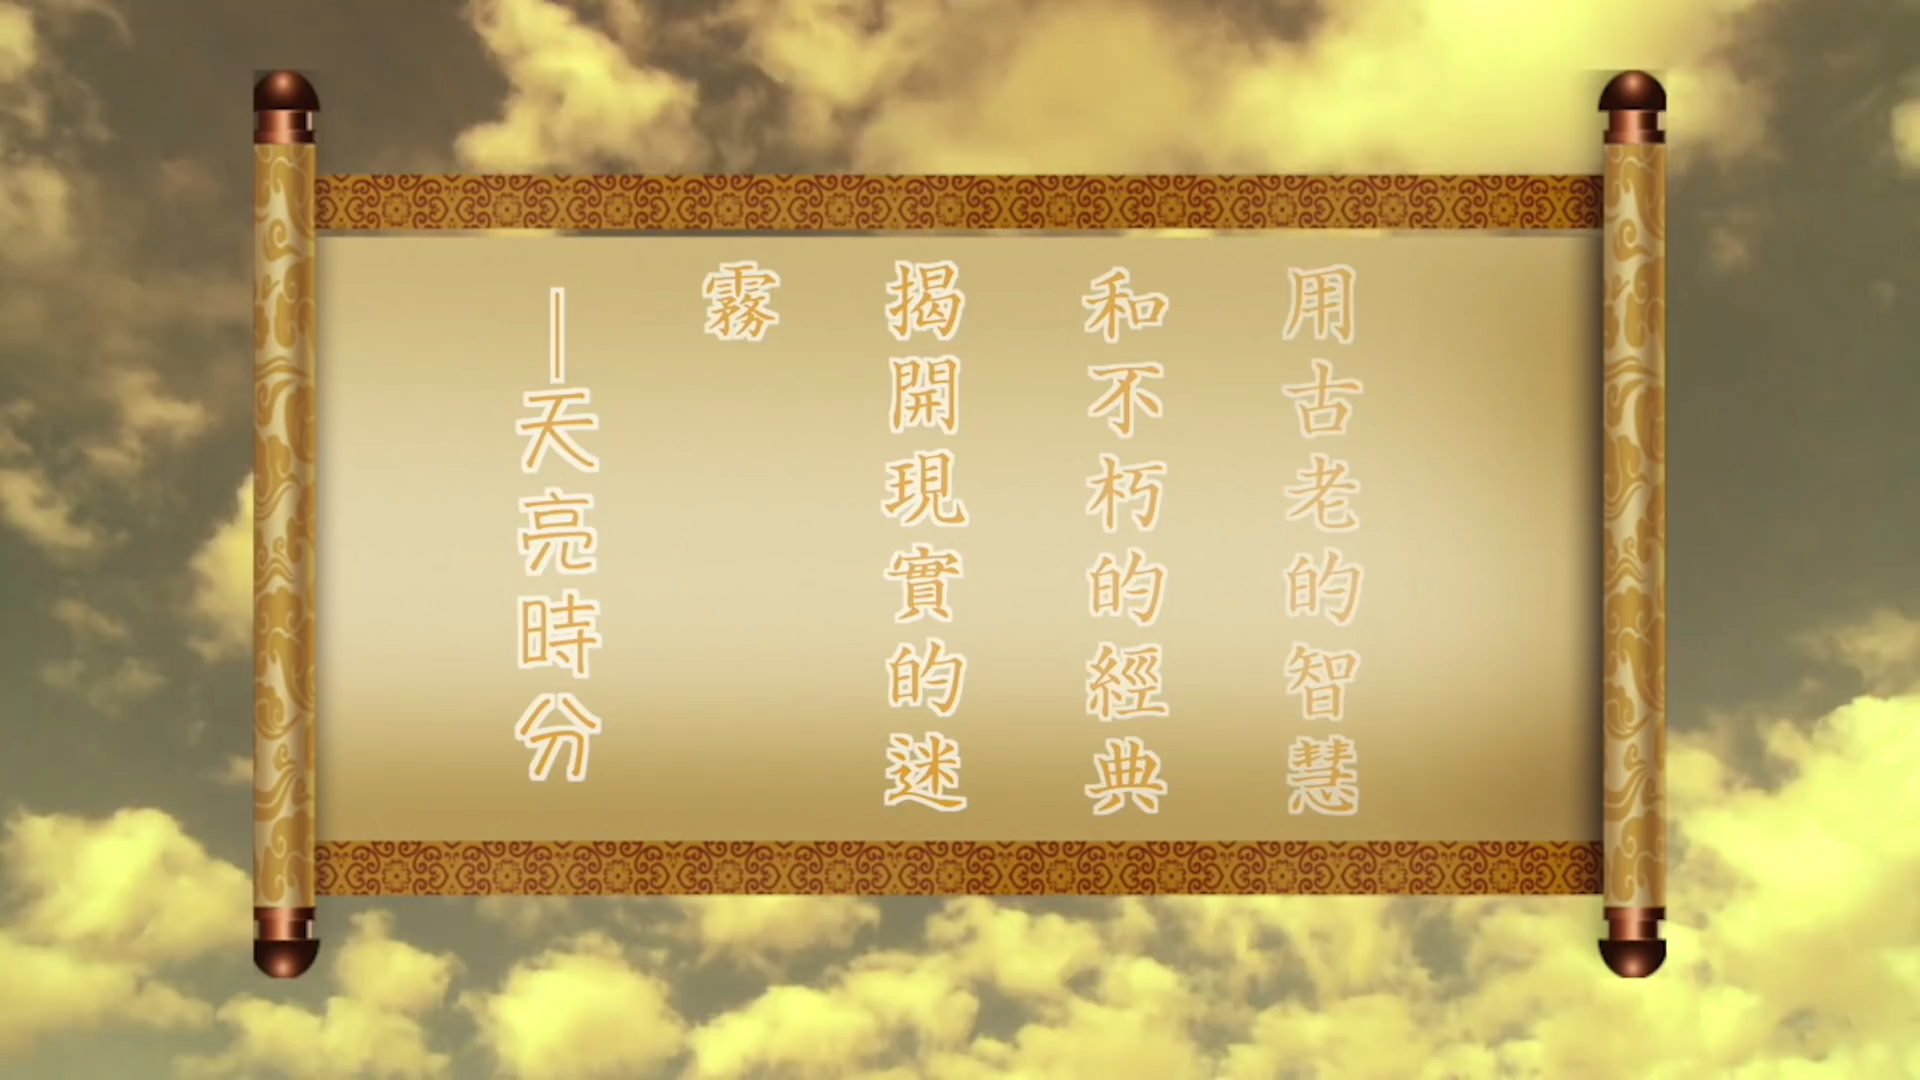 用古老的智慧
和不朽的經典
揭開現實的迷
霧
—天亮時分